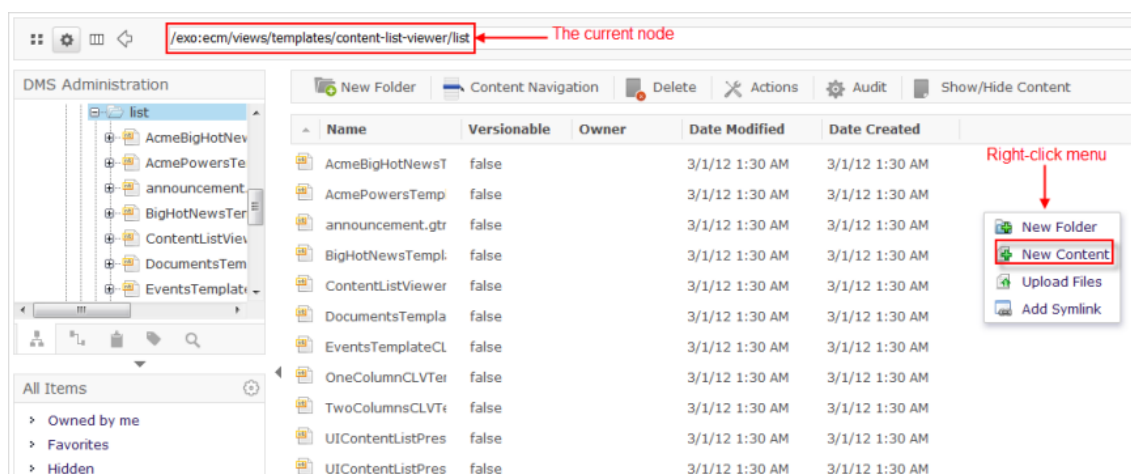 /exo:ecm/views/templates/content-list-viewer/list The current node
DMS Administration
New Folder Content Navigation Delete Actions Audit Show/Hide Content
list
AcmeBigHotNew
AcmePowersTe
announcement.
BigHotNewsTer
ContentListView
DocumentsTem
EventsTemplate
Name Versionable Owner Date Modified Date Created
AcmeBigHotNewsT false 3/1/12 1:30 AM 3/1/12 1:30 AM
AcmePowersTemp false 3/1/12 1:30 AM 3/1/12 1:30 AM
announcement.gtr false 3/1/12 1:30 AM 3/1/12 1:30 AM
BigHotNewsTempl false 3/1/12 1:30 AM 3/1/12 1:30 AM
ContentListViewer false 3/1/12 1:30 AM 3/1/12 1:30 AM
DocumentsTempla false 3/1/12 1:30 AM 3/1/12 1:30 AM
EventsTemplateCL false 3/1/12 1:30 AM 3/1/12 1:30 AM
OneColumnCLVTer false 3/1/12 1:30 AM 3/1/12 1:30 AM
TwoColumnsCLVTe false 3/1/12 1:30 AM 3/1/12 1:30 AM
UIContentListPres false 3/1/12 1:30 AM 3/1/12 1:30 AM
UIContentListPres false 3/1/12 1:30 AM 3/1/12 1:30 AM
Right-click menu
New Folder
New Content
Upload Files
Add Symlink
All Items
Owned by me
Favorites
Hidden